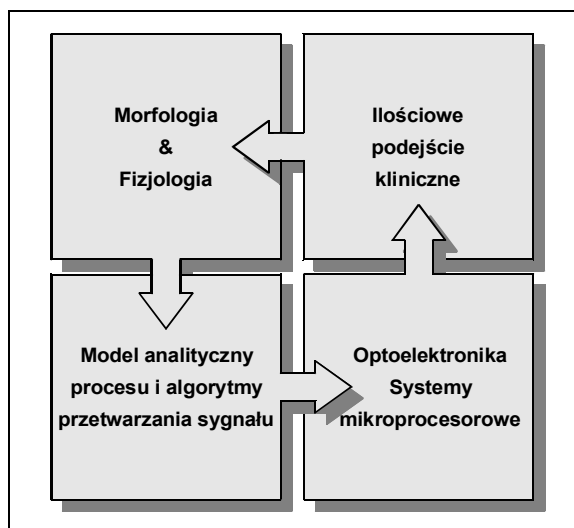 Morfologia
&
Fizjologia
Ilościowe
podejście
kliniczne
Model analityczny
procesu i algorytmy
przetwarzania sygnału
Optoelektronika
Systemy
mikroprocesorowe